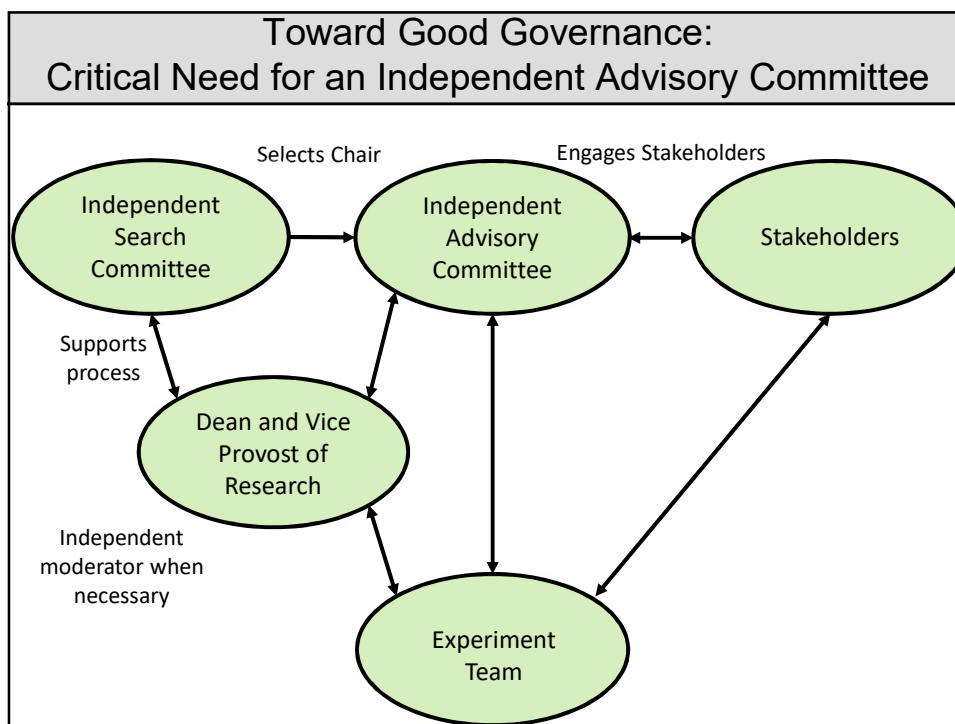 Toward Good Governance:
Critical Need for an Independent Advisory Committee
Selects Chair
Engages Stakeholders
Independent
Search
Committee
Independent
Advisory
Committee
Stakeholders
Supports
process
Dean and Vice
Provost of
Research
Independent
moderator when
necessary
Experiment
Team